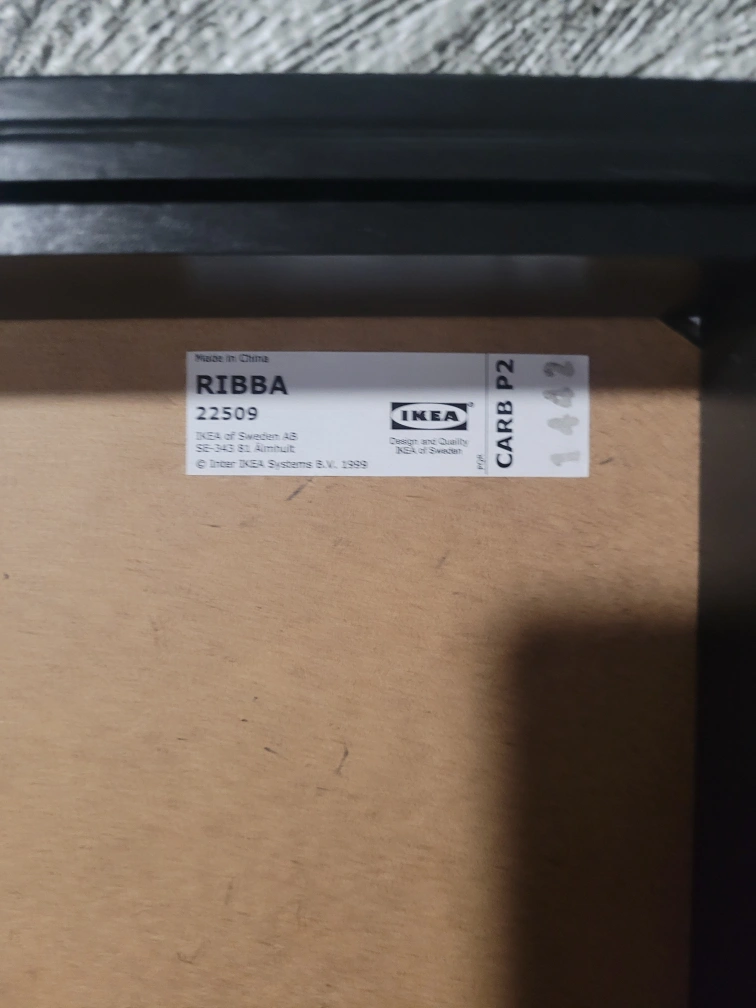 Made in China
RIBBA
22509
IKEA of Sweden AB
SE-343 81 Älmhult
© Inter IKEA Systems B.V. 1999
IKEA®
Design and Quality
IKEA of Sweden
CARB P2
1442